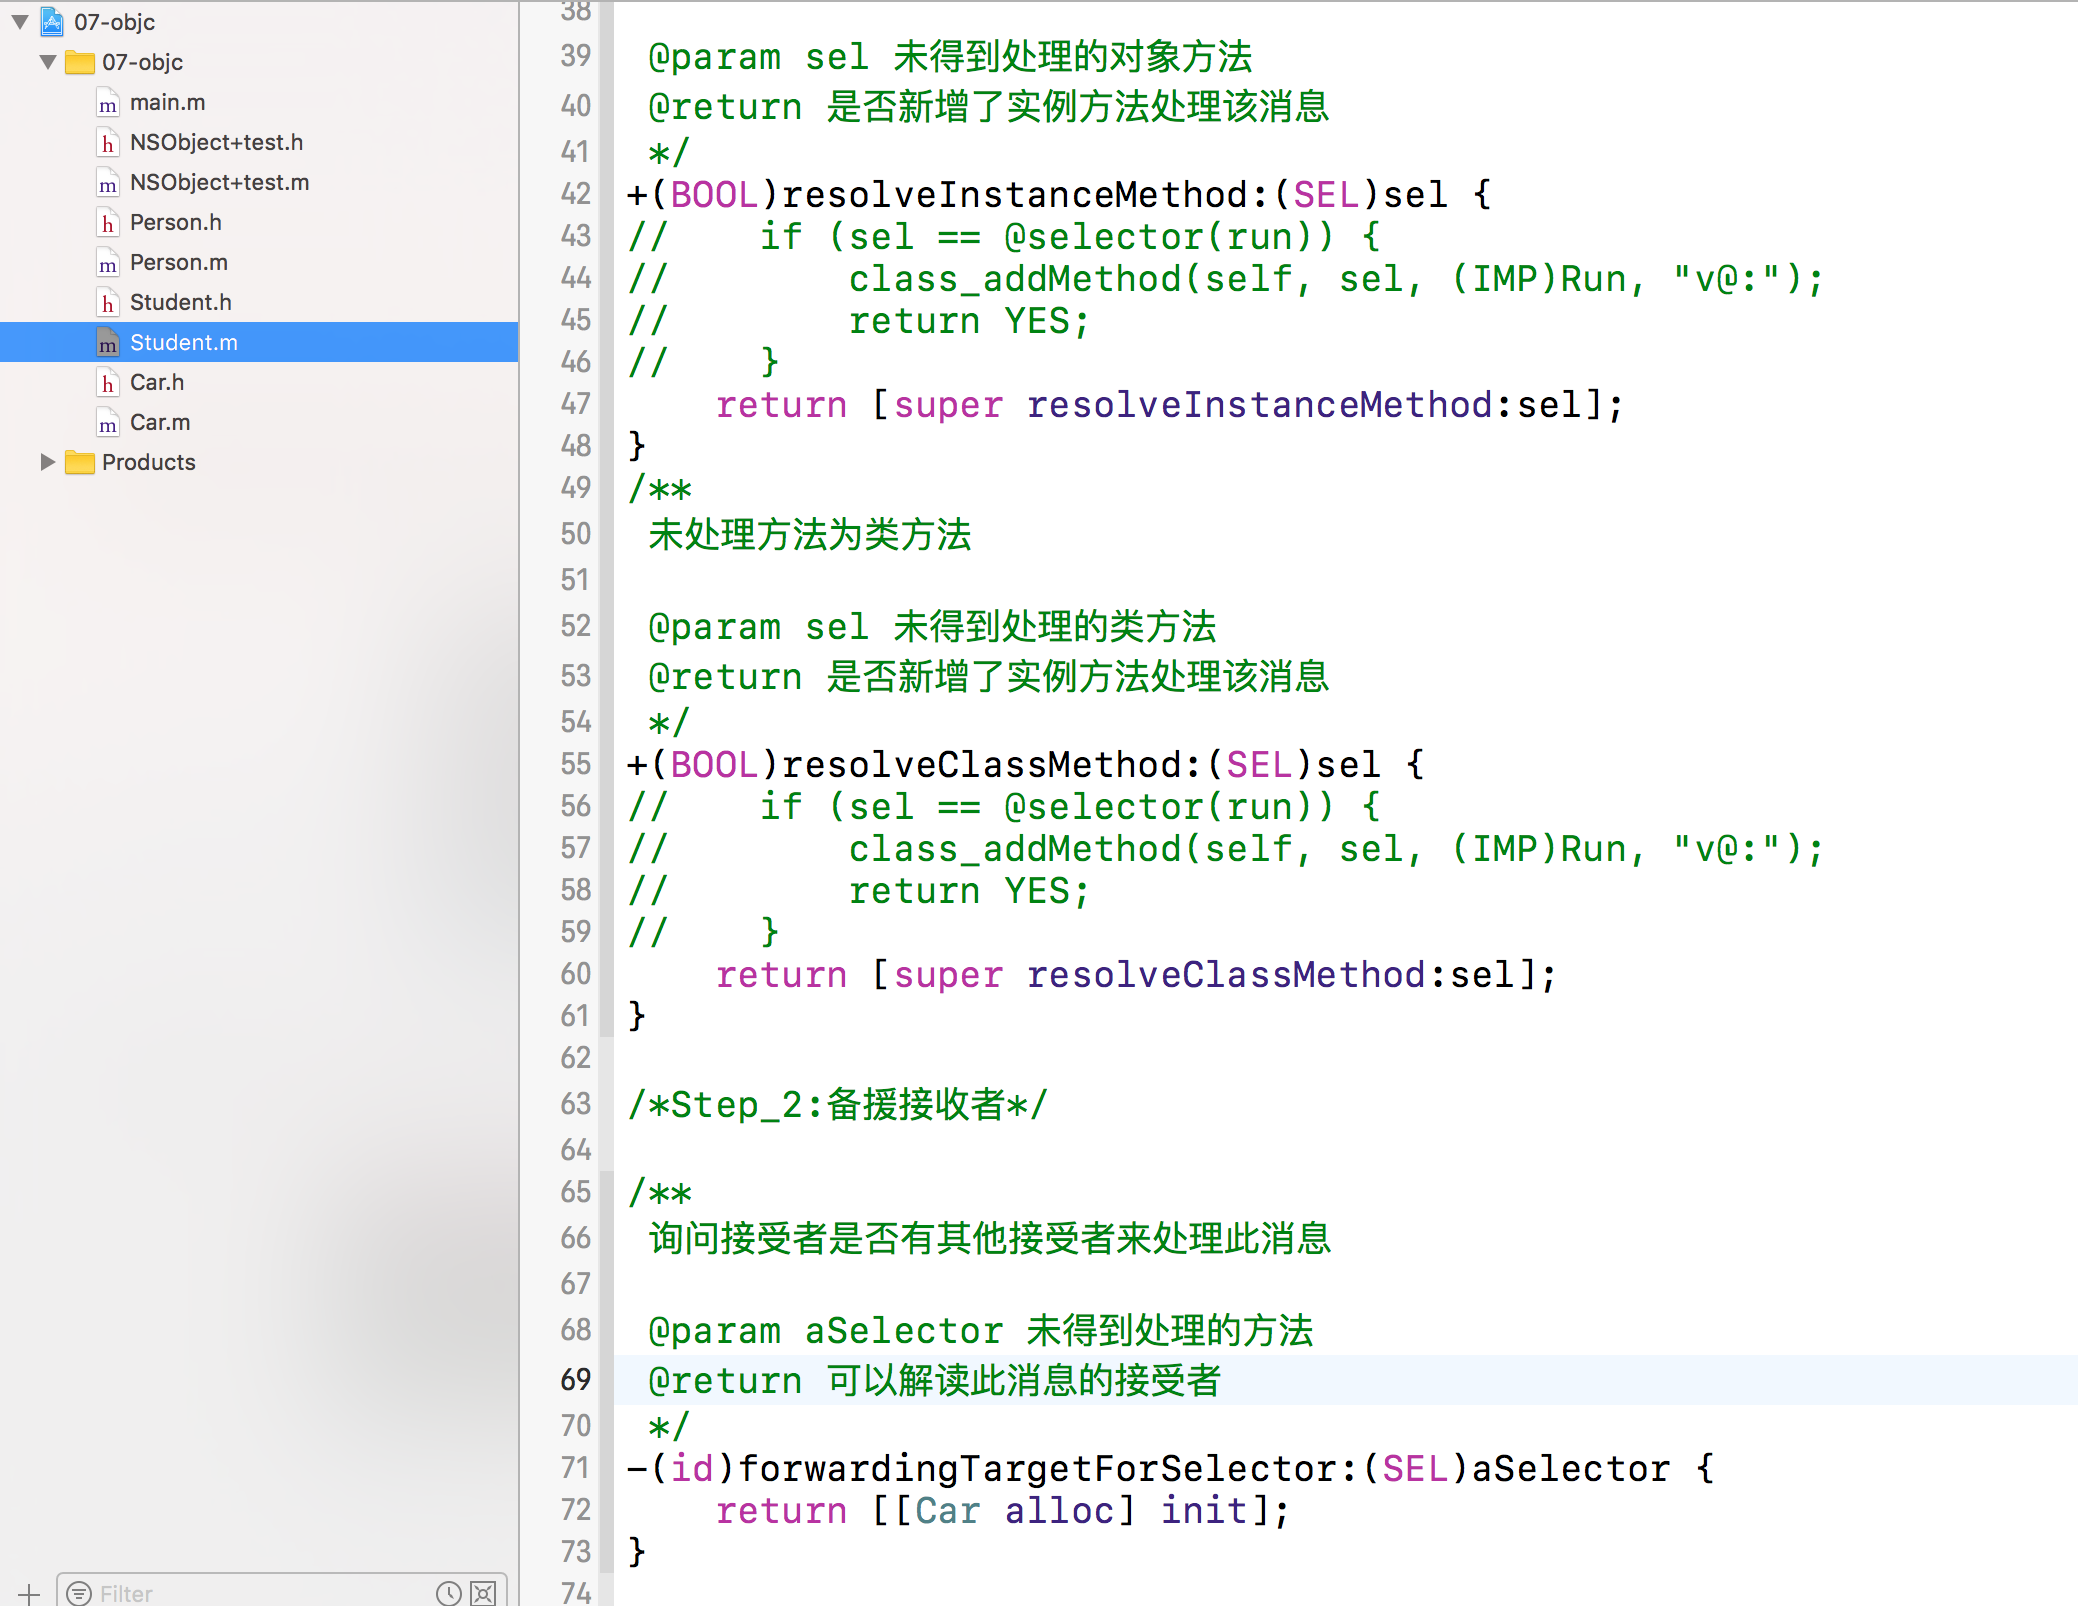 07-objc
07-objc
main.m
NSObject+test.h
NSObject+test.m
Person.h
Person.m
Student.h
Student.m
Car.h
Car.m
Products
Filter
38
39 @param sel 未得到处理的对象方法
40 @return 是否新增了实例方法处理该消息
41 */
42 +(BOOL)resolveInstanceMethod:(SEL)sel {
43 //    if (sel == @selector(run)) {
44 //        class_addMethod(self, sel, (IMP)Run, "v@:");
45 //        return YES;
46 //    }
47     return [super resolveInstanceMethod:sel];
48 }
49 /**
50 未处理方法为类方法
51
52 @param sel 未得到处理的类方法
53 @return 是否新增了实例方法处理该消息
54 */
55 +(BOOL)resolveClassMethod:(SEL)sel {
56 //    if (sel == @selector(run)) {
57 //        class_addMethod(self, sel, (IMP)Run, "v@:");
58 //        return YES;
59 //    }
60     return [super resolveClassMethod:sel];
61 }
62
63 /*Step_2:备援接收者*/
64
65 /**
66 询问接受者是否有其他接受者来处理此消息
67
68 @param aSelector 未得到处理的方法
69 @return 可以解读此消息的接受者
70 */
71 -(id)forwardingTargetForSelector:(SEL)aSelector {
72     return [[Car alloc] init];
73 }
74